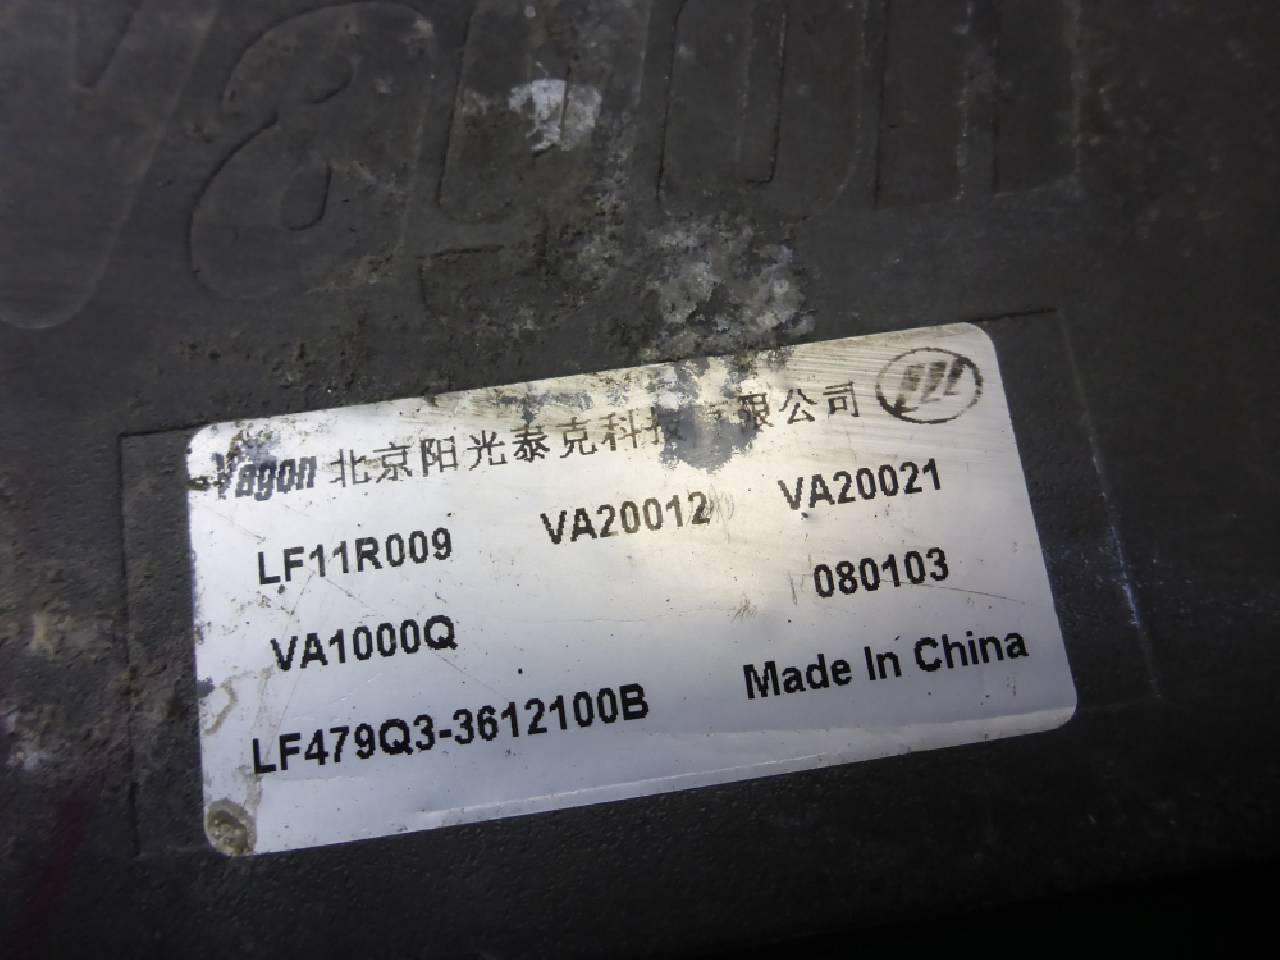 Vagon 北京阳光泰克科技有限公司
LF11R009 VA20012 VA20021
VA1000Q 080103
LF479Q3-3612100B Made In China